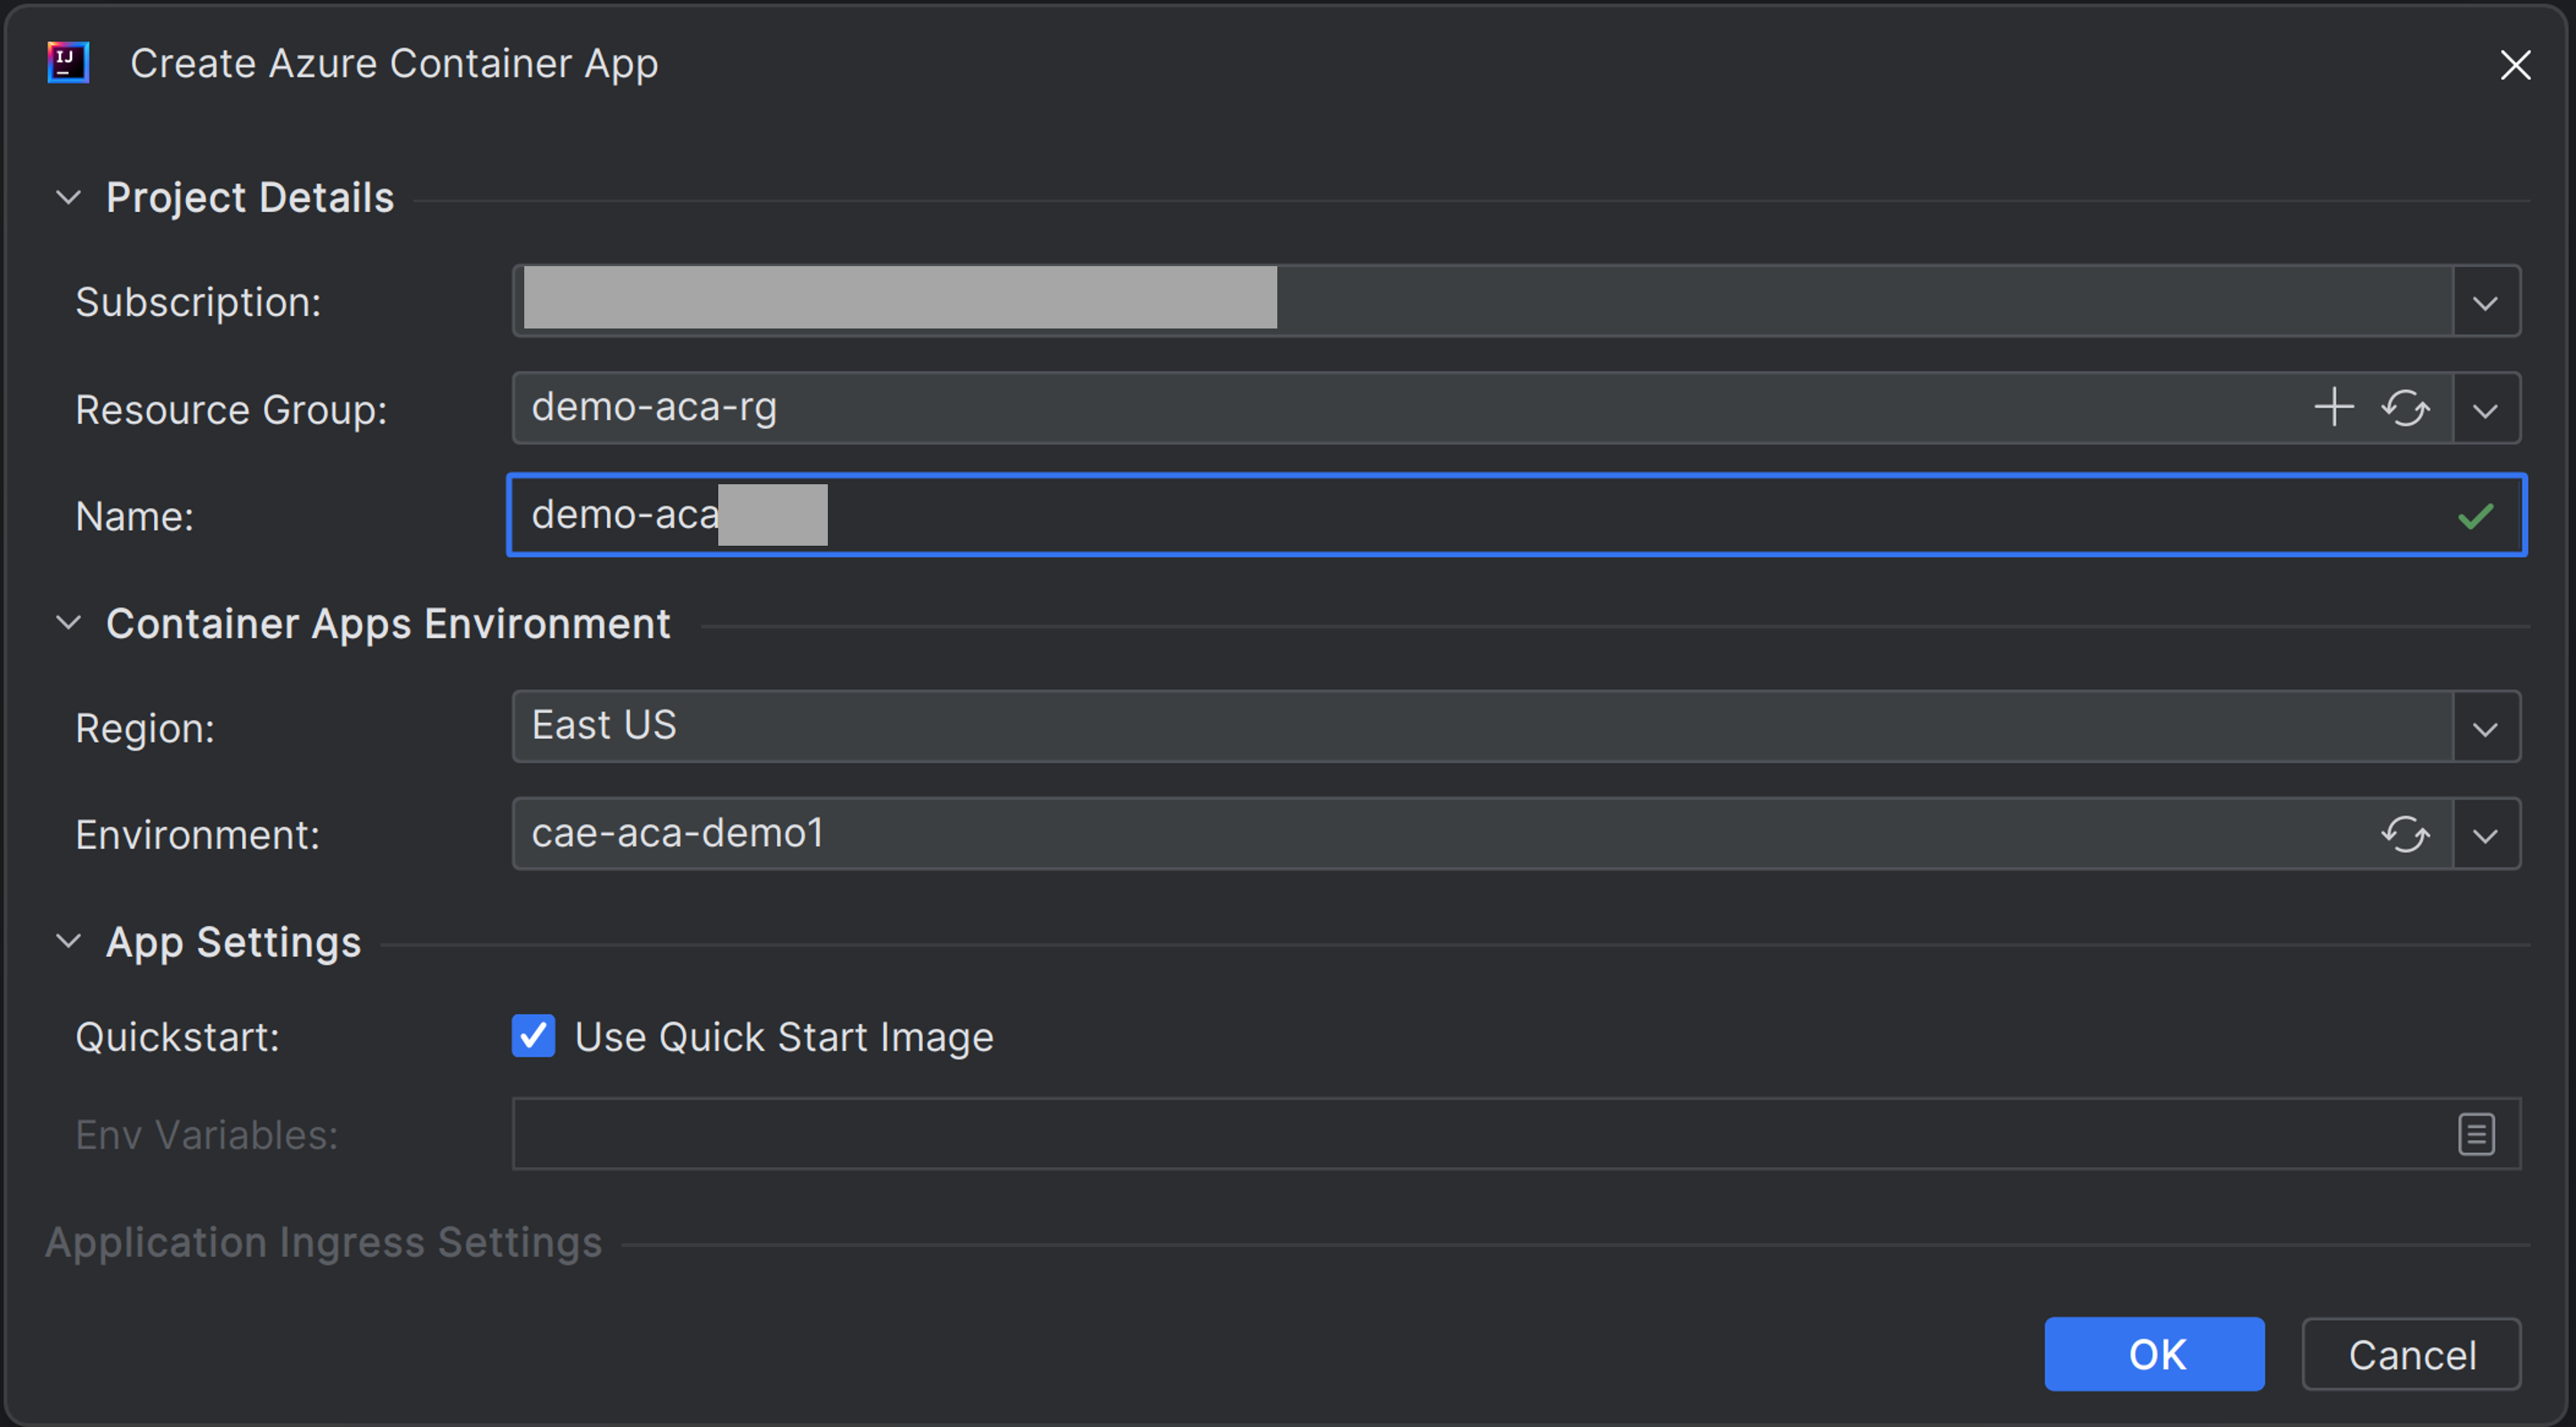 IJ
Create Azure Container App
Project Details
Subscription:
Resource Group: demo-aca-rg
Name: demo-aca
Container Apps Environment
Region: East US
Environment: cae-aca-demo1
App Settings
Quickstart: Use Quick Start Image
Env Variables:
Application Ingress Settings
OK Cancel